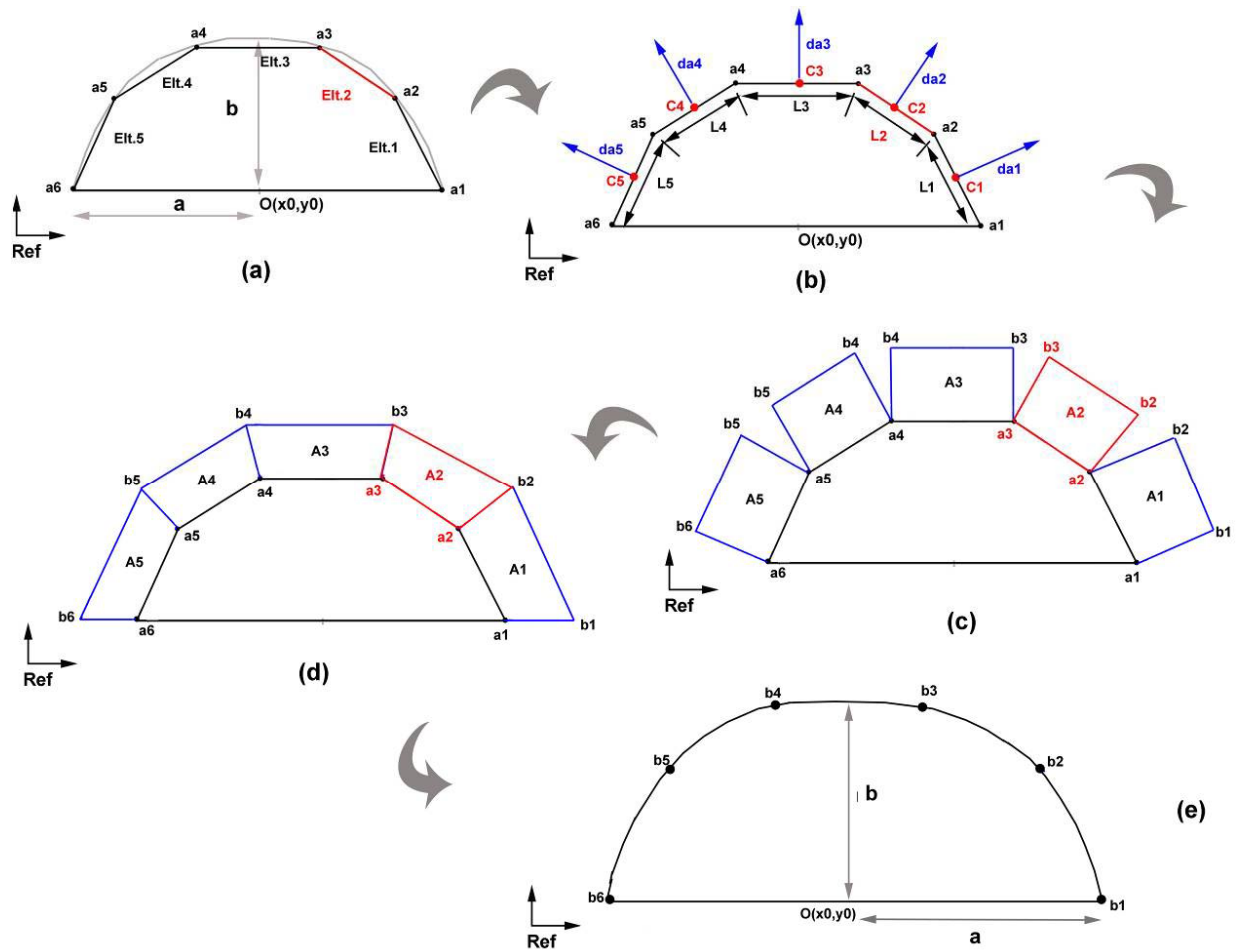 a4
a3
a5
Elt.3
Elt.4
Elt.2
a2
b
Elt.5
Elt.1
a6
a1
a
O(x0,y0)
Ref
(a)
da3
da4
da2
a4
C3
a3
C4
C2
L3
a5
L4
L2
a2
da5
da1
C5
L5
L1
C1
a6
a1
O(x0,y0)
Ref
(b)
b4
b3
b4
b3
b5
A3
A4
A2
b2
b5
a4
a3
b2
a5
a2
A5
A1
b6
b1
a6
a1
Ref
(c)
b4
b3
A3
b5
A4
A2
b2
a4
a3
a5
a2
A5
A1
b6
a6
a1
b1
Ref
(d)
b4
b3
b5
b2
b
(e)
b6
O(x0,y0)
b1
a
Ref